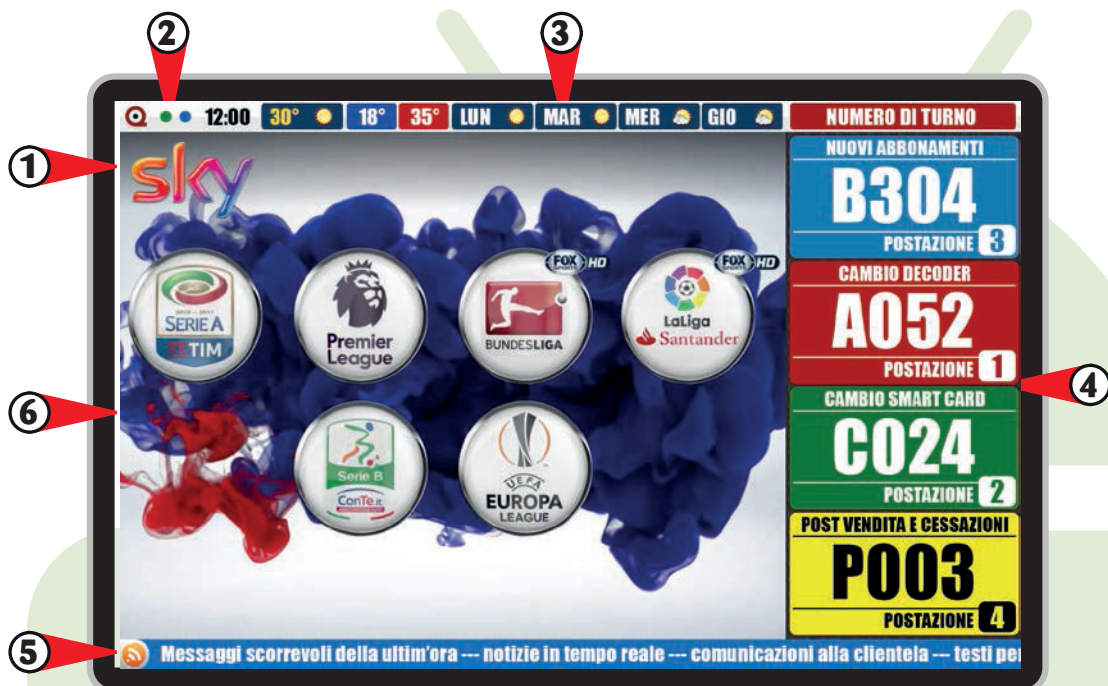 2
3
12:00 30° 18° 35° LUN MAR MER GIO NUMERO DI TURNO
1
sky
NUOVI ABBONAMENTI
B304
POSTAZIONE 3
FOX SPORTS HD
FOX SPORTS HD
CAMBIO DECODER
A052
POSTAZIONE 1
SERIE A
TIM
Premier
League
BUNDESLIGA
LaLiga
Santander
4
6
CAMBIO SMART CARD
C024
POSTAZIONE 2
Serie B
ConTe.it
UEFA
EUROPA
LEAGUE
POST VENDITA E CESSAZIONI
P003
POSTAZIONE 4
5
Messaggi scorrevoli della ultim'ora --- notizie in tempo reale --- comunicazioni alla clientela --- testi per